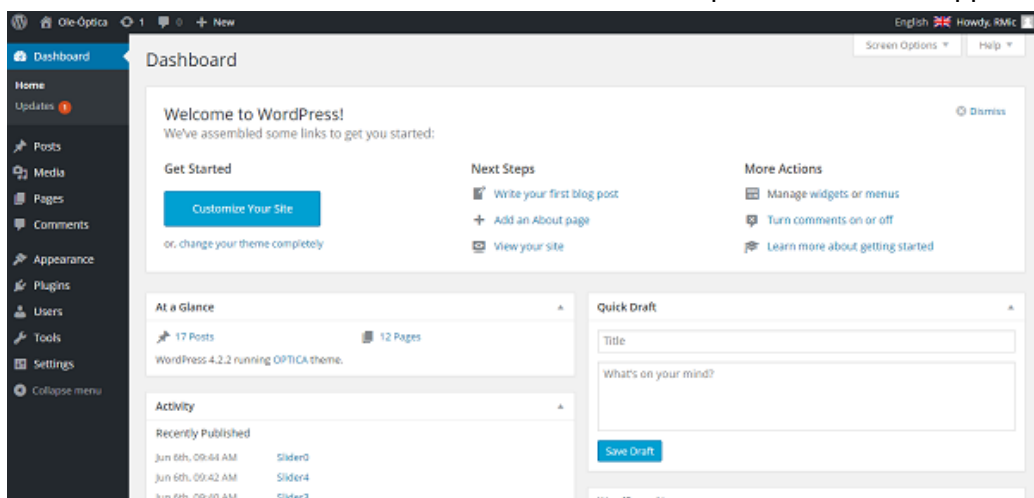 Ole-Óptica 1 0 + New English Howdy, RMic
Screen Options Help
Dashboard
Home
Updates 1
Posts
Media
Pages
Comments
Appearance
Plugins
Users
Tools
Settings
Collapse menu
Dashboard
Welcome to WordPress!
Dismiss
We've assembled some links to get you started:
Get Started
Customize Your Site
or, change your theme completely
Next Steps
Write your first blog post
Add an About page
View your site
More Actions
Manage widgets or menus
Turn comments on or off
Learn more about getting started
At a Glance
17 Posts 12 Pages
WordPress 4.2.2 running OPTICA theme.
Activity
Recently Published
Jun 6th, 09:44 AM Slider0
Jun 6th, 09:42 AM Slider4
Quick Draft
Title
What's on your mind?
Save Draft